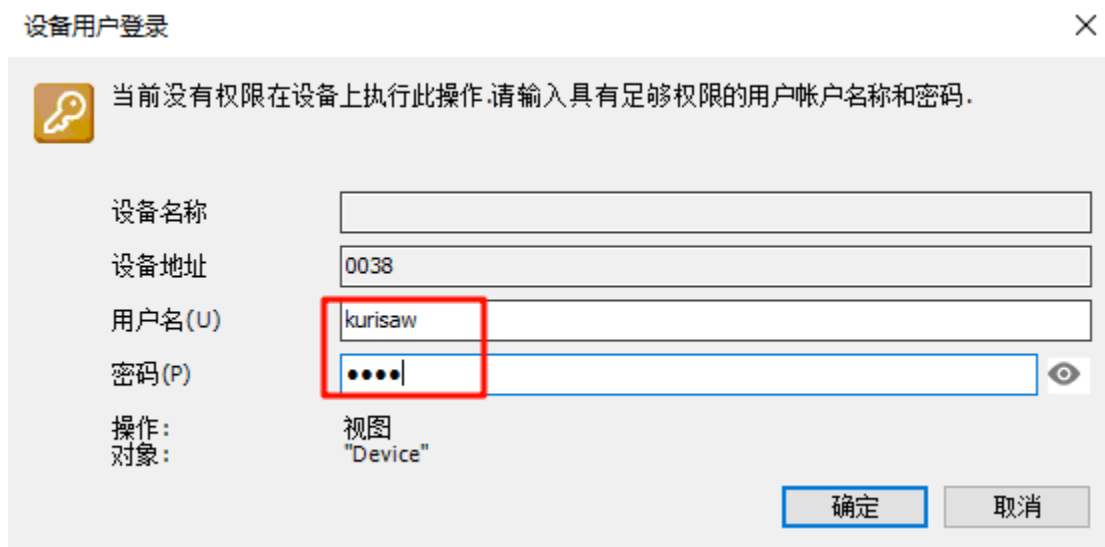 设备用户登录
当前没有权限在设备上执行此操作.请输入具有足够权限的用户帐户名称和密码.
设备名称
设备地址 0038
用户名(U) kurisaw
密码(P) ••••
操作: 视图
对象: "Device"
确定 取消